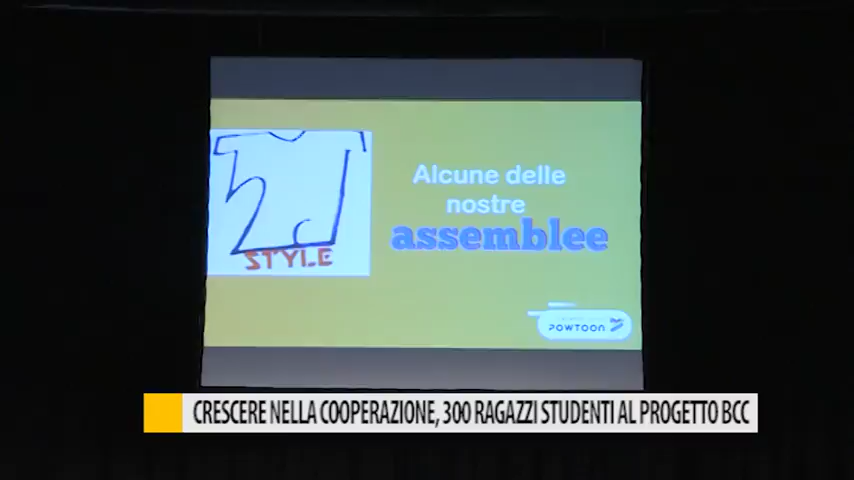 Alcune delle
nostre
assemblee
STYLE
POWTOON
CRESCERE NELLA COOPERAZIONE, 300 RAGAZZI STUDENTI AL PROGETTO BCC